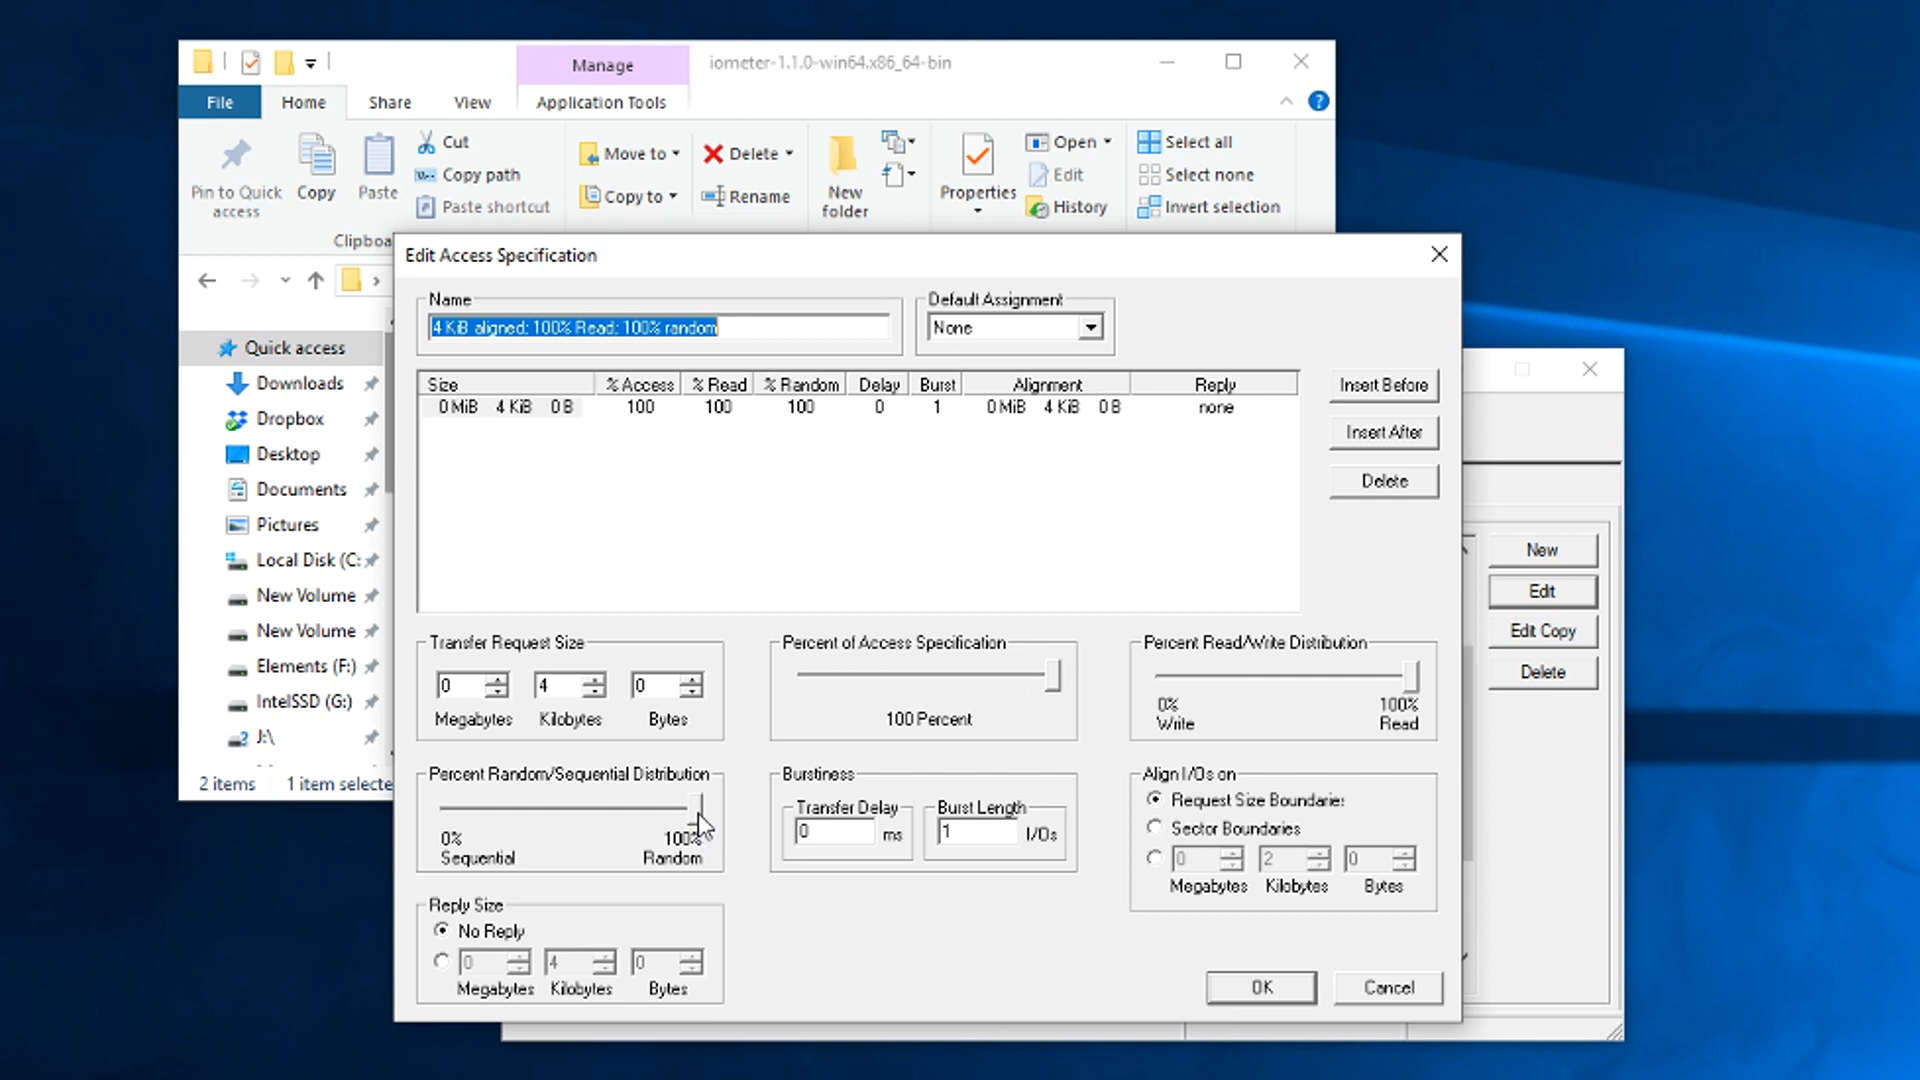 Manage
iometer-1.1.0-win64.x86_64-bin
File
Home
Share
View
Application Tools
Pin to Quick access
Copy
Paste
Cut
Copy path
Paste shortcut
Move to
Copy to
Delete
Rename
New folder
Properties
Open
Edit
History
Select all
Select none
Invert selection
Quick access
Downloads
Dropbox
Desktop
Documents
Pictures
Local Disk (C:
New Volume
New Volume
Elements (F:)
IntelSSD (G:)
J:\
2 items
Edit Access Specification
Name
4 KiB aligned; 100% Read; 100% random
Default Assignment
None
Size % Access % Read % Random Delay Burst Alignment Reply
0 MiB 4 KiB 0 B 100 100 100 0 1 0 MiB 4 KiB 0 B none
Insert Before
Insert After
Delete
Transfer Request Size
0 4 0
Megabytes Kilobytes Bytes
Percent of Access Specification
100 Percent
Percent Read/Write Distribution
0% 100%
Write Read
Percent Random/Sequential Distribution
0% 100%
Sequential Random
Burstiness
Transfer Delay
0 ms
Burst Length
1 I/Os
Align I/Os on
Request Size Boundaries
Sector Boundaries
0 2 0
Megabytes Kilobytes Bytes
Reply Size
No Reply
0 4 0
Megabytes Kilobytes Bytes
OK
Cancel
New
Edit
Edit Copy
Delete